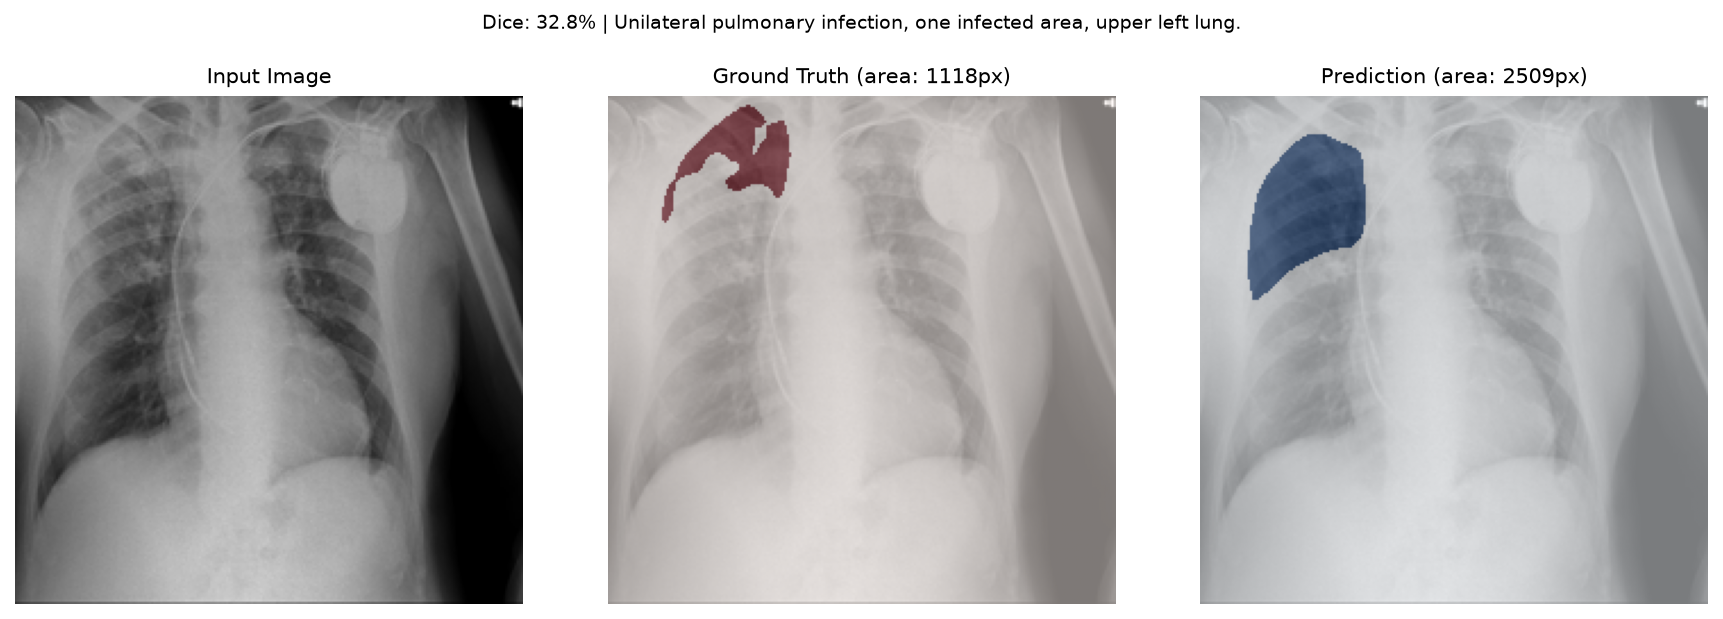 Dice: 32.8% | Unilateral pulmonary infection, one infected area, upper left lung.
Input Image
Ground Truth (area: 1118px)
Prediction (area: 2509px)